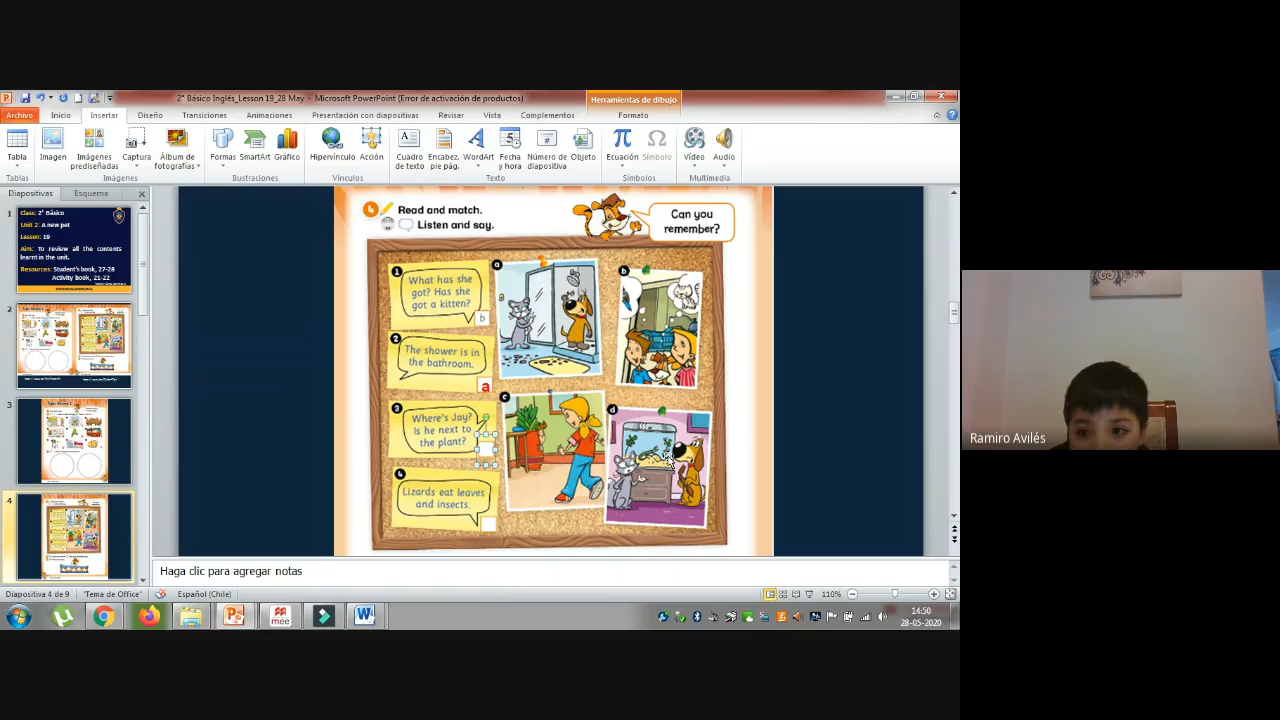 2° Básico Inglés_Lesson 19_28 May - Microsoft PowerPoint (Error de activación de productos)
Herramientas de dibujo
Archivo Inicio Insertar Diseño Transiciones Animaciones Presentación con diapositivas Revisar Vista Complementos Formato
Tabla
Imagen
Imágenes prediseñadas
Captura
Álbum de fotografías
Formas
SmartArt
Gráfico
Hipervínculo
Acción
Cuadro de texto
Encabez. pie pág.
WordArt
Fecha y hora
Número de diapositiva
Objeto
Ecuación
Símbolo
Vídeo
Audio
Tablas Imágenes Ilustraciones Vínculos Texto Símbolos Multimedia
Diapositivas Esquema
1
Class: 2° Básico
Unit 2: A new pet
Lesson: 19
Aim: To review all the contents
learnt in the unit.
Resources: Student's book, 27-28
Activity book, 21-22
2
3
4
4 Read and match.
Listen and say.
Can you
remember?
1
What has she
got? Has she
got a kitten?
b
2
The shower is in
the bathroom.
a
3
Where's Jay?
Is he next to
the plant?
4
Lizards eat leaves
and insects.
a
b
c
d
Haga clic para agregar notas
Diapositiva 4 de 9 "Tema de Office" Español (Chile) 110%
mee
14:50
28-05-2020
Ramiro Avilés